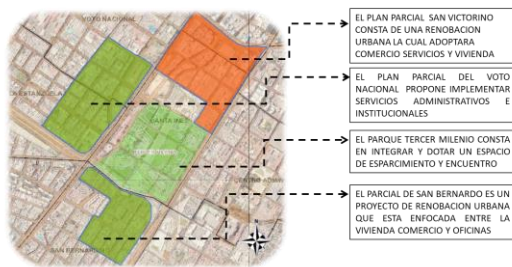 VOTO NACIONAL
EL PLAN PARCIAL SAN VICTORINO
CONSTA DE UNA RENOBACION
URBANA LA CUAL ADOPTARA
COMERCIO SERVICIOS Y VIVIENDA
EL PLAN PARCIAL DEL VOTO
NACIONAL PROPONE IMPLEMENTAR
SERVICIOS ADMINISTRATIVOS E
INSTITUCIONALES
SANTA INES
EL PARQUE TERCER MILENIO CONSTA
EN INTEGRAR Y DOTAR UN ESPACIO
DE ESPARCIMIENTO Y ENCUENTRO
EL PARCIAL DE SAN BERNARDO ES UN
PROYECTO DE RENOBACION URBANA
QUE ESTA ENFOCADA ENTRE LA
VIVIENDA COMERCIO Y OFICINAS
SAN BERNARDINO
N